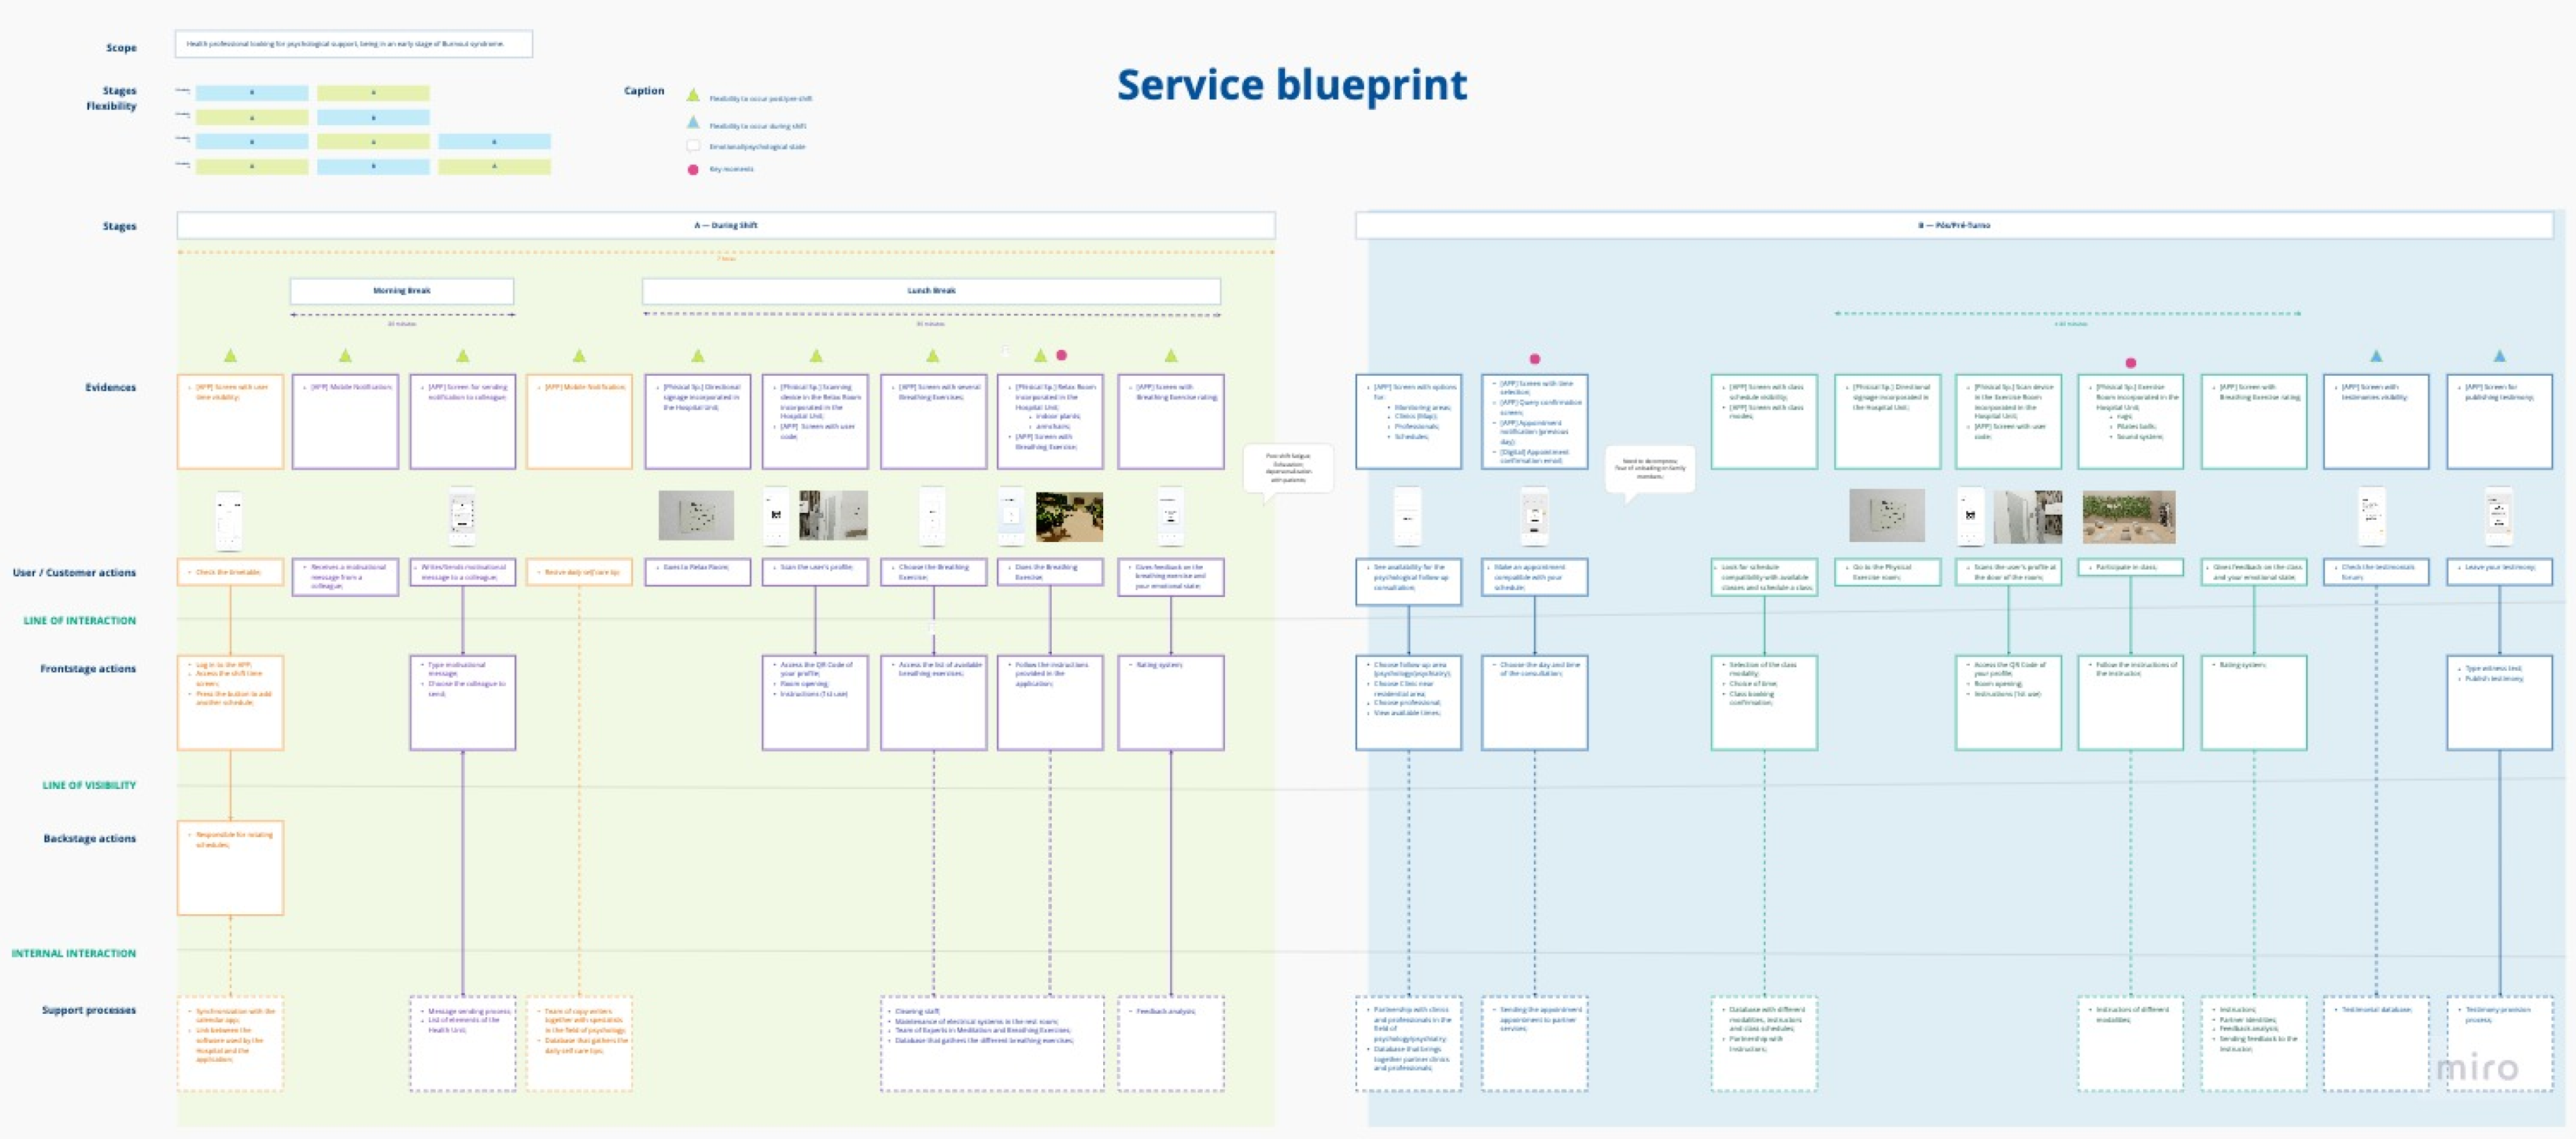 Service blueprint
Scope
Health professional looking for psychological support, being in an early stage of Burnout syndrome.
Stages
Flexibility
B
A
A
B
B
A
B
A
B
A
Caption
Flexibility to occur post/pre-shift
Flexibility to occur during shift
Emotional/psychological state
Key moments
Stages
A — During Shift
B — Pós/Pré-Turno
Morning Break
Lunch Break
30 minutes
Evidences
[APP] Screen with user
time visibility;
[APP] Mobile Notification;
[APP] Screen for sending
notification to colleague;
[APP] Mobile Notification;
[Phisical Sp.] Directional
signage incorporated in
the Hospital Unit;
[Phisical Sp.] Scanning
device in the Relax Room
incorporated in the
Hospital Unit;
[APP] Screen with user
code;
[APP] Screen with several
Breathing Exercises;
[Phisical Sp.] Relax Room
incorporated in the
Hospital Unit;
indoor plants;
armchairs;
[APP] Screen with
Breathing Exercise;
[APP] Screen with
Breathing Exercise rating;
Post-shift fatigue
Exhaustion;
depersonalization
with patients;
[APP] Screen with options
for:
Monitoring areas;
Clinics (Map);
Professionals;
Schedules;
[APP] Screen with time
selection;
[APP] Query confirmation
screen;
[APP] Appointment
notification (previous
day);
[Digital] Appointment
confirmation email;
Need to decompress;
Fear of unloading on family
members;
[APP] Screen with class
schedule visibility;
[APP] Screen with class
modes;
[Phisical Sp.] Directional
signage incorporated in
the Hospital Unit;
[Phisical Sp.] Scan device
in the Exercise Room
incorporated in the
Hospital Unit;
[APP] Screen with user
code;
[Phisical Sp.] Exercise
Room incorporated in the
Hospital Unit;
rugs;
Pilates balls;
Sound system;
[APP] Screen with
Breathing Exercise rating;
[APP] Screen with
testimonies visibility;
[APP] Screen for
publishing testimony;
User / Customer actions
Check the timetable;
Receives a motivational
message from a
colleague;
Writes/Sends motivational
message to a colleague;
Recive daily self care tip;
Goes to Relax Room;
Scan the user's profile;
Choose the Breathing
Exercise;
Does the Breathing
Exercise;
Gives feedback on the
breathing exercise and
your emotional state;
See availability for the
psychological follow up
consultation;
Make an appointment
compatible with your
schedule;
Look for schedule
compatibility with available
classes and schedule a class;
Go to the Physical
Exercise room;
Scans the user's profile at
the door of the room;
Participate in class;
Gives feedback on the class
and your emotional state;
Check the testimonials
forum;
Leave your testimony;
LINE OF INTERACTION
Frontstage actions
Log in to the APP;
Access the shift time
screen;
Press the button to add
another schedule;
Type motivational
message;
Choose the colleague to
send;
Access the QR Code of
your profile;
Room opening;
Instructions (1st use)
Access the list of available
breathing exercises;
Follow the instructions
provided in the
application;
Rating system;
Choose follow up area
(psychology/psychiatry);
Choose Clinic near
residential area;
Choose professional;
View available times;
Choose the day and time
of the consultation;
Selection of the class
modality;
Choice of time;
Class booking
confirmation;
Access the QR Code of
your profile;
Room opening;
Instructions (1st use)
Follow the instructions of
the instructor;
Rating system;
Type witness text;
Publish testimony;
LINE OF VISIBILITY
Backstage actions
Responsible for rotating
schedules;
INTERNAL INTERACTION
Support processes
Synchronization with the
calendar app;
Link between the
software used by the
Hospital and the
application;
Message sending process;
List of elements of the
Health Unit;
Team of copy writers
together with specialists
in the field of psychology;
Database that gathers the
daily self care tips;
Cleaning staff;
Maintenance of electrical systems in the rest room;
Team of Experts in Meditation and Breathing Exercises;
Database that gathers the different breathing exercises;
Feedback analysis;
Partnership with clinics
and professionals in the
field of
psychology/psychiatry;
Database that brings
together partner clinics
and professionals;
Sending the appointment
appointment to partner
services;
Database with different
modalities, instructors
and class schedules;
Partnership with
instructors;
Instructors of different
modalities;
Instructors;
Partner identities;
Feedback analysis;
Sending feedback to the
instructor;
Testimonial database;
Testimony provision
process;
miro